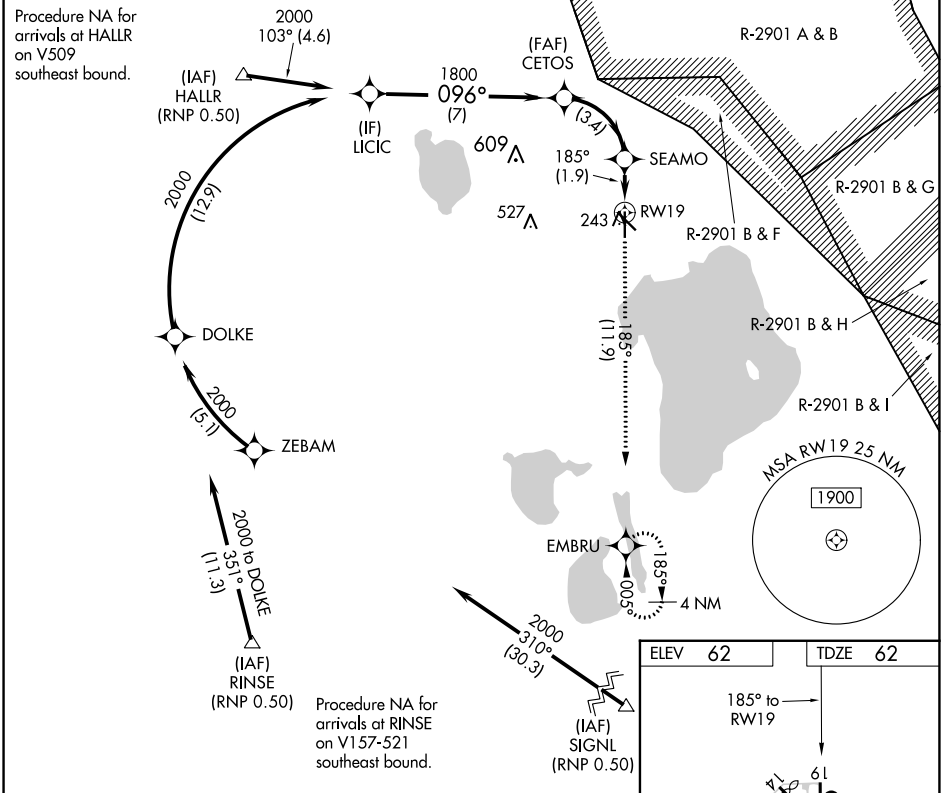 Procedure NA for
arrivals at HALLR
on V509
southeast bound.
2000
103° (4.6)
(IAF)
HALLR
(RNP 0.50)
(IF)
LICIC
1800
096°
(7)
(FAF)
CETOS
(3.4)
R-2901 A & B
609
185°
(1.9)
SEAMO
527
243
RW19
R-2901 B & G
R-2901 B & F
2000
(12.9)
DOLKE
185°
(11.9)
R-2901 B & H
R-2901 B & I
2000
(5.1)
ZEBAM
MSA RW19 25 NM
1900
2000 to DOLKE
351°
(11.3)
EMBRU
185°
005°
4 NM
2000
310°
(30.3)
(IAF)
RINSE
(RNP 0.50)
Procedure NA for
arrivals at RINSE
on V157-521
southeast bound.
(IAF)
SIGNL
(RNP 0.50)
ELEV 62
TDZE 62
185° to
RW19
14
19